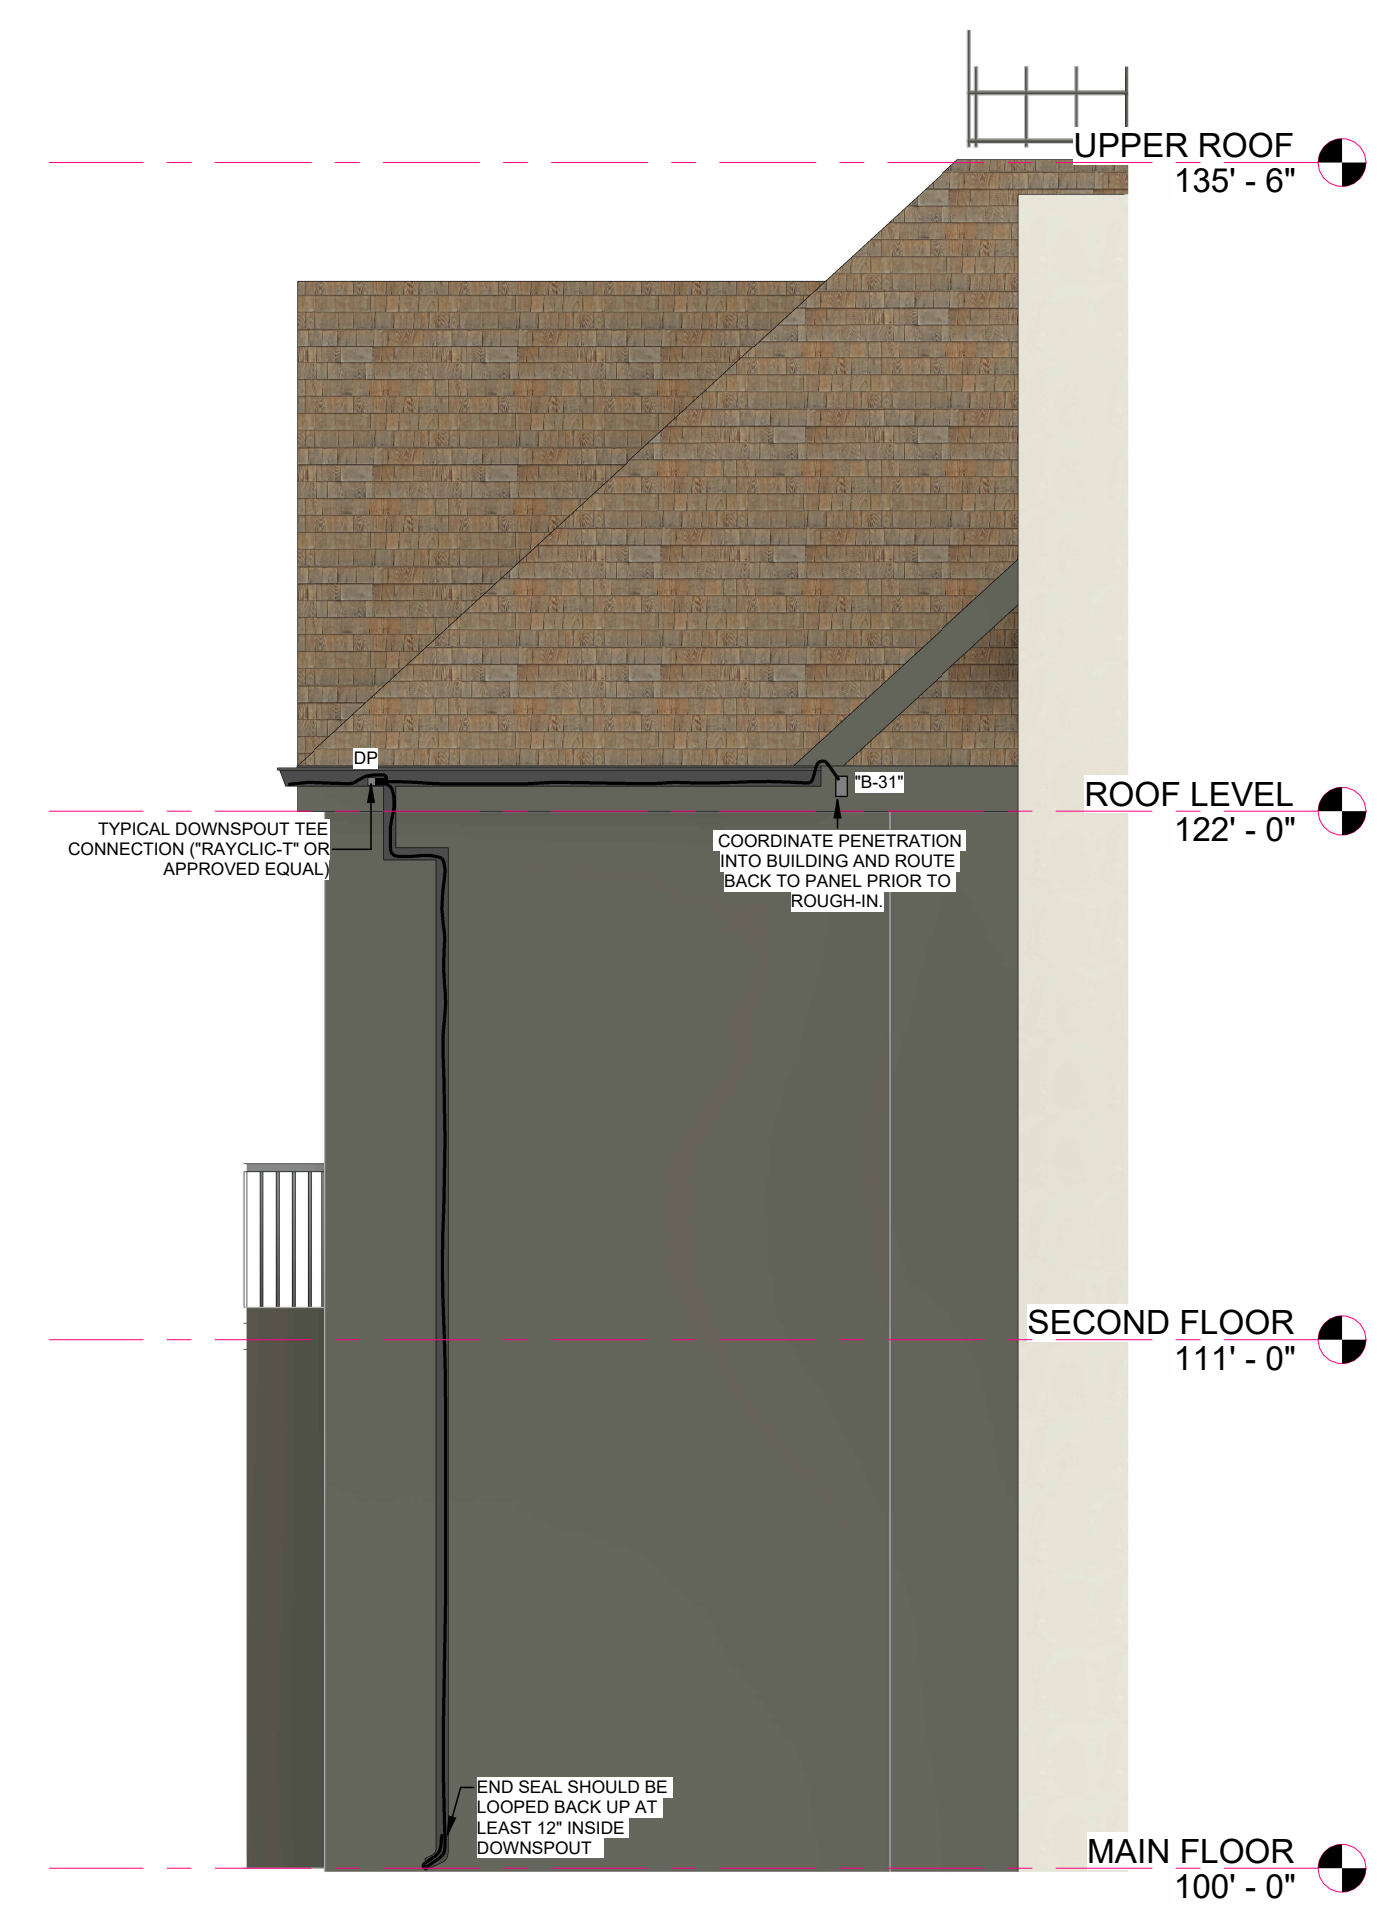 UPPER ROOF
135' - 6"
DP
"B-31"
ROOF LEVEL
122' - 0"
TYPICAL DOWNSPOUT TEE
CONNECTION ("RAYCLIC-T" OR
APPROVED EQUAL)
COORDINATE PENETRATION
INTO BUILDING AND ROUTE
BACK TO PANEL PRIOR TO
ROUGH-IN.
SECOND FLOOR
111' - 0"
END SEAL SHOULD BE
LOOPED BACK UP AT
LEAST 12" INSIDE
DOWNSPOUT
MAIN FLOOR
100' - 0"